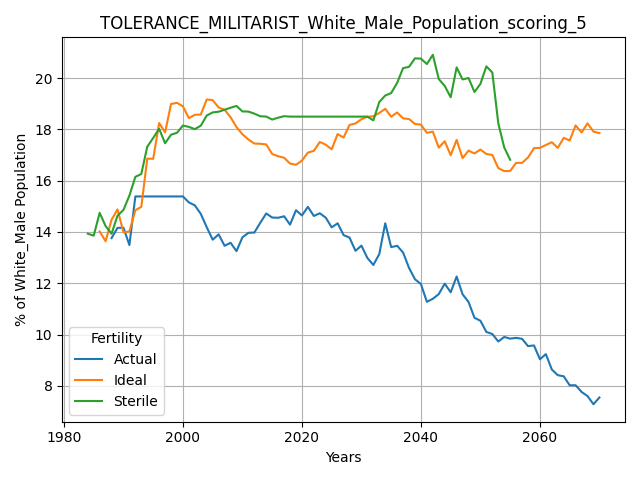 TOLERANCE_MILITARIST_White_Male_Population_scoring_5
% of White_Male Population
20
18
16
14
12
10
8
Fertility
Actual
Ideal
Sterile
1980
2000
2020
2040
2060
Years